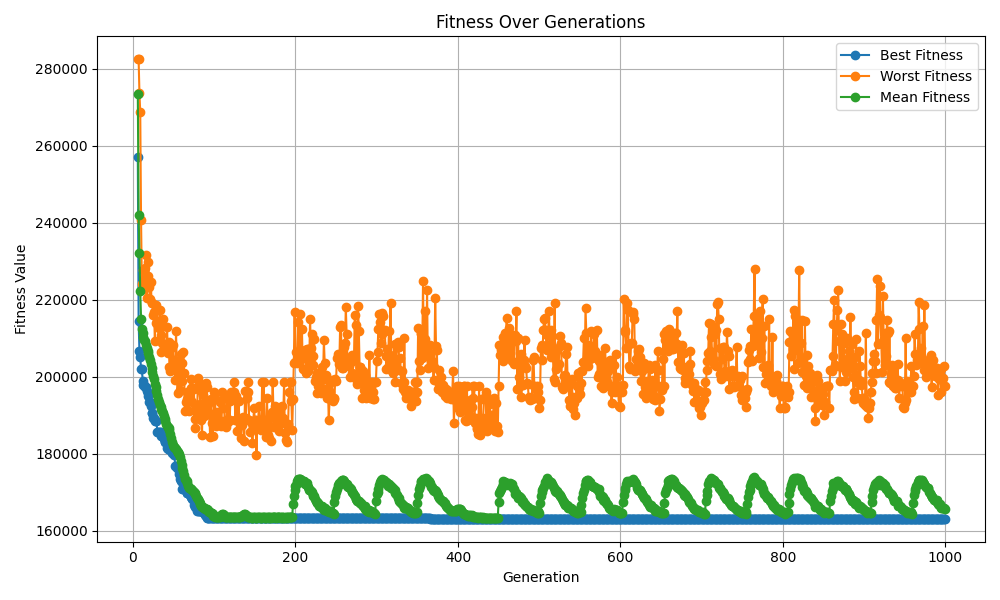 Fitness Over Generations
Fitness Value
280000
260000
240000
220000
200000
180000
160000
Best Fitness
Worst Fitness
Mean Fitness
0
200
400
600
800
1000
Generation